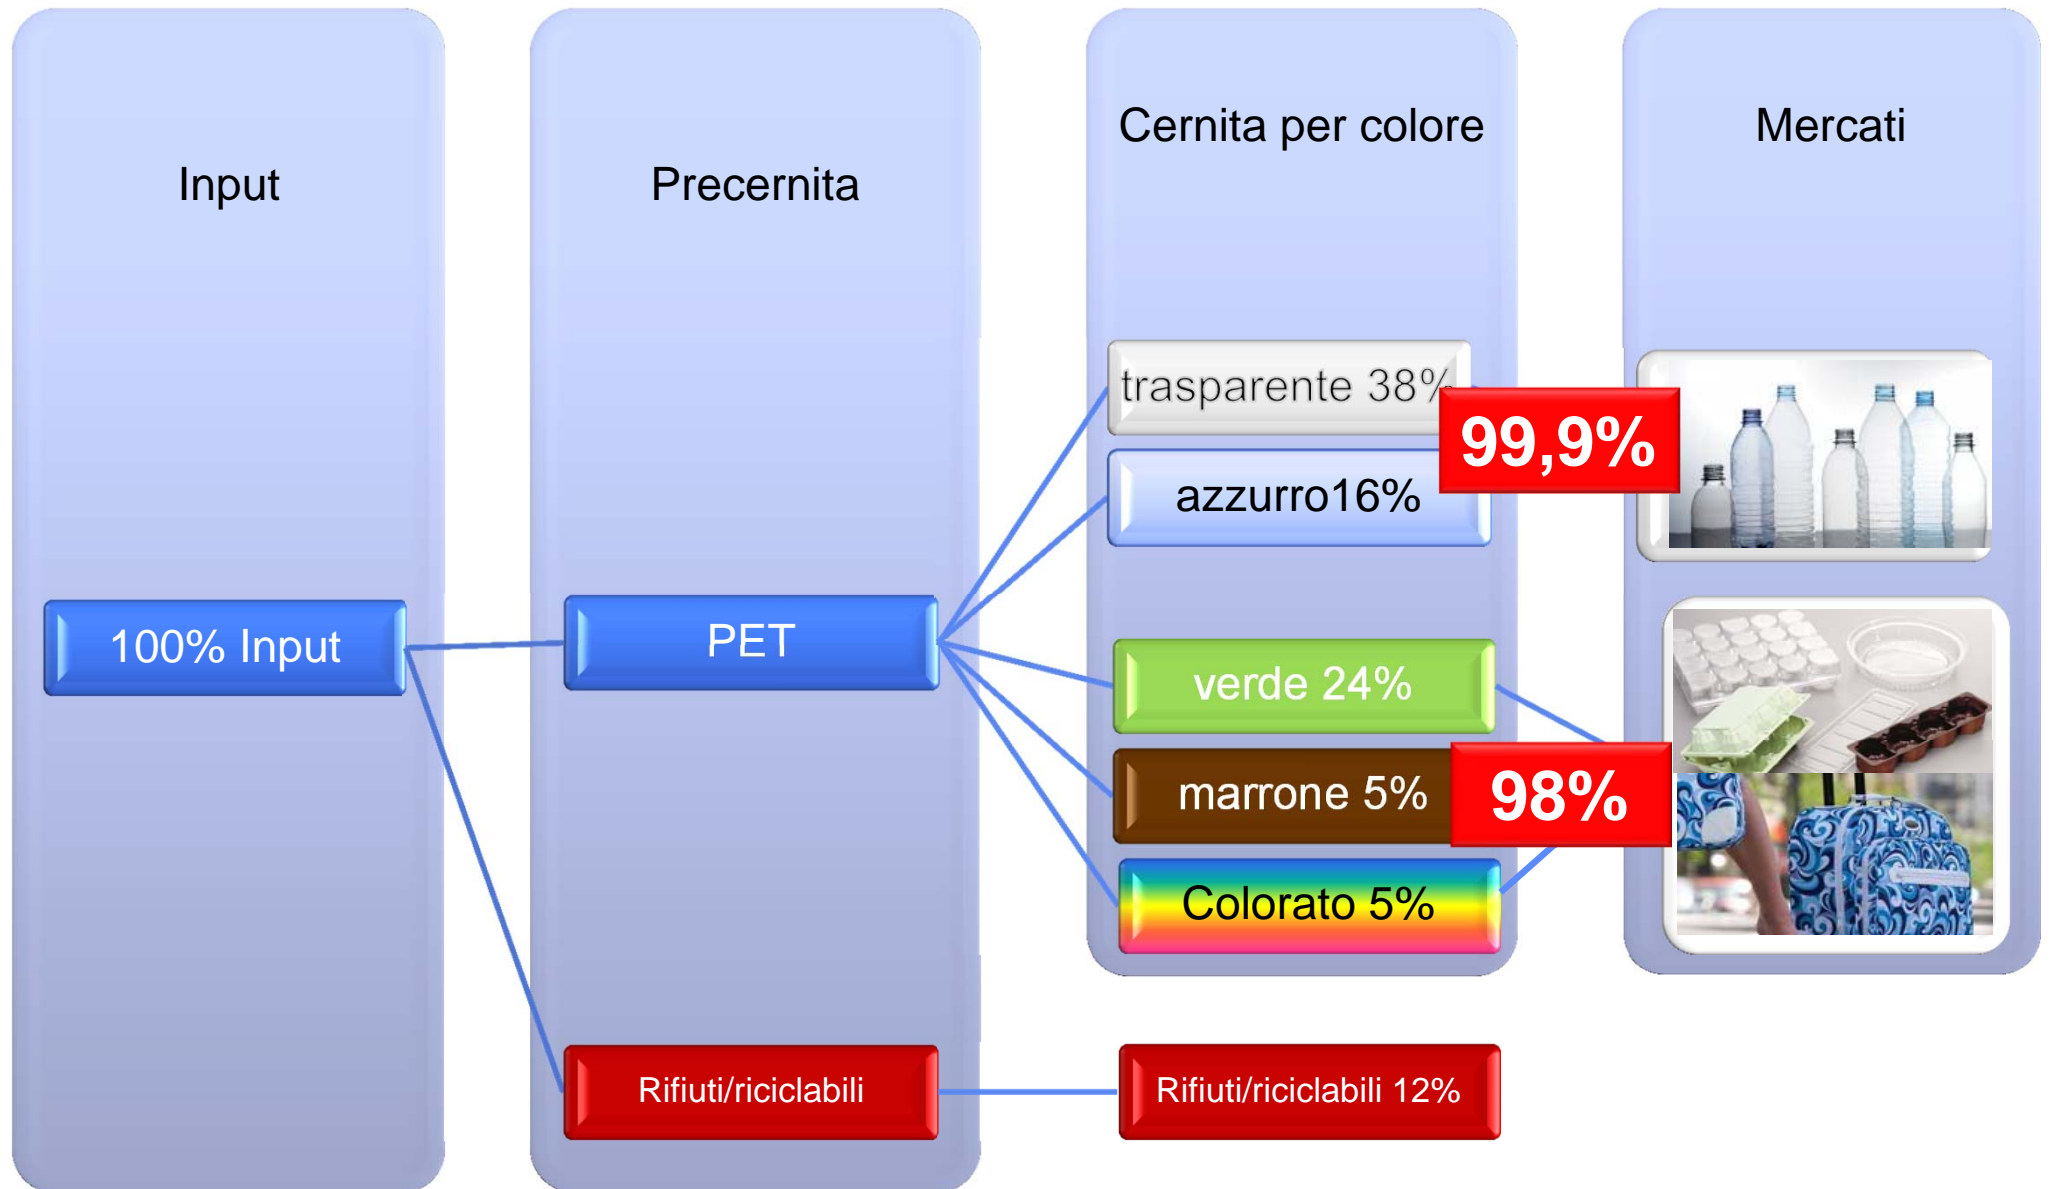 Input
Precernita
Cernita per colore
Mercati
100% Input
PET
Rifiuti/riciclabili
trasparente 38%
azzurro16%
verde 24%
marrone 5%
Colorato 5%
Rifiuti/riciclabili 12%
99,9%
98%